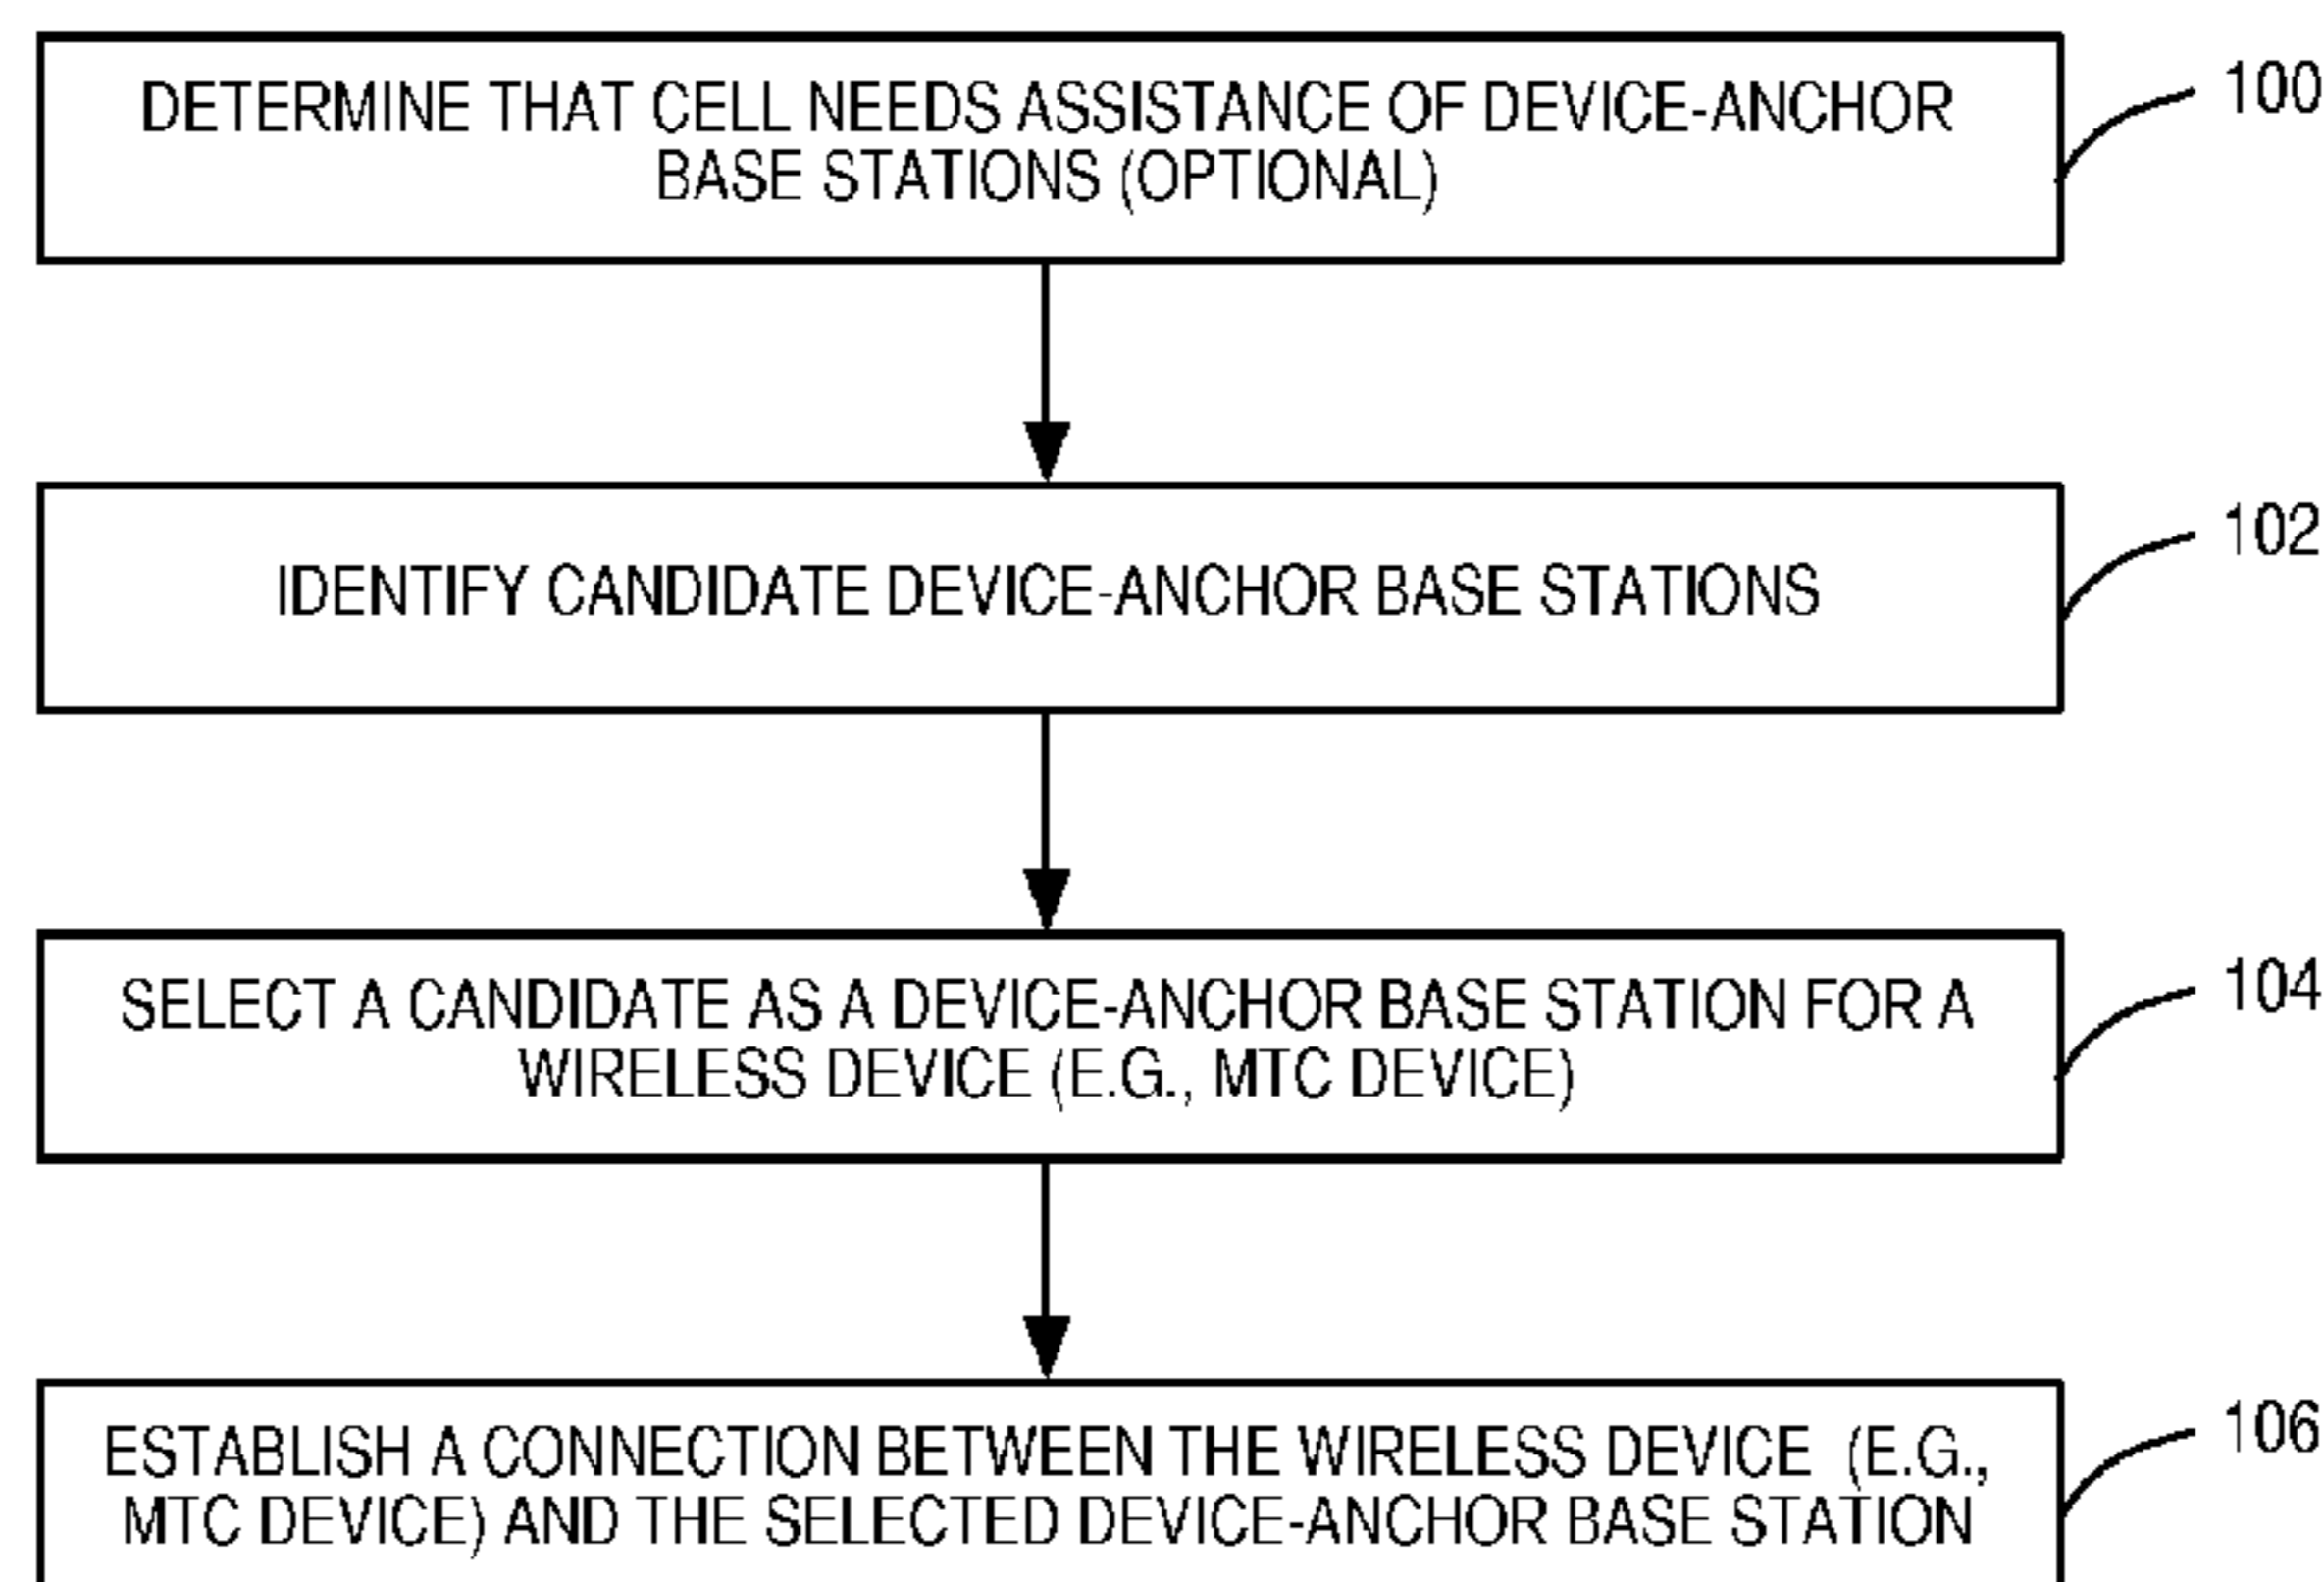 DETERMINE THAT CELL NEEDS ASSISTANCE OF DEVICE-ANCHOR
BASE STATIONS (OPTIONAL)
100
IDENTIFY CANDIDATE DEVICE-ANCHOR BASE STATIONS
102
SELECT A CANDIDATE AS A DEVICE-ANCHOR BASE STATION FOR A
WIRELESS DEVICE (E.G., MTC DEVICE)
104
ESTABLISH A CONNECTION BETWEEN THE WIRELESS DEVICE (E.G.,
MTC DEVICE) AND THE SELECTED DEVICE-ANCHOR BASE STATION
106